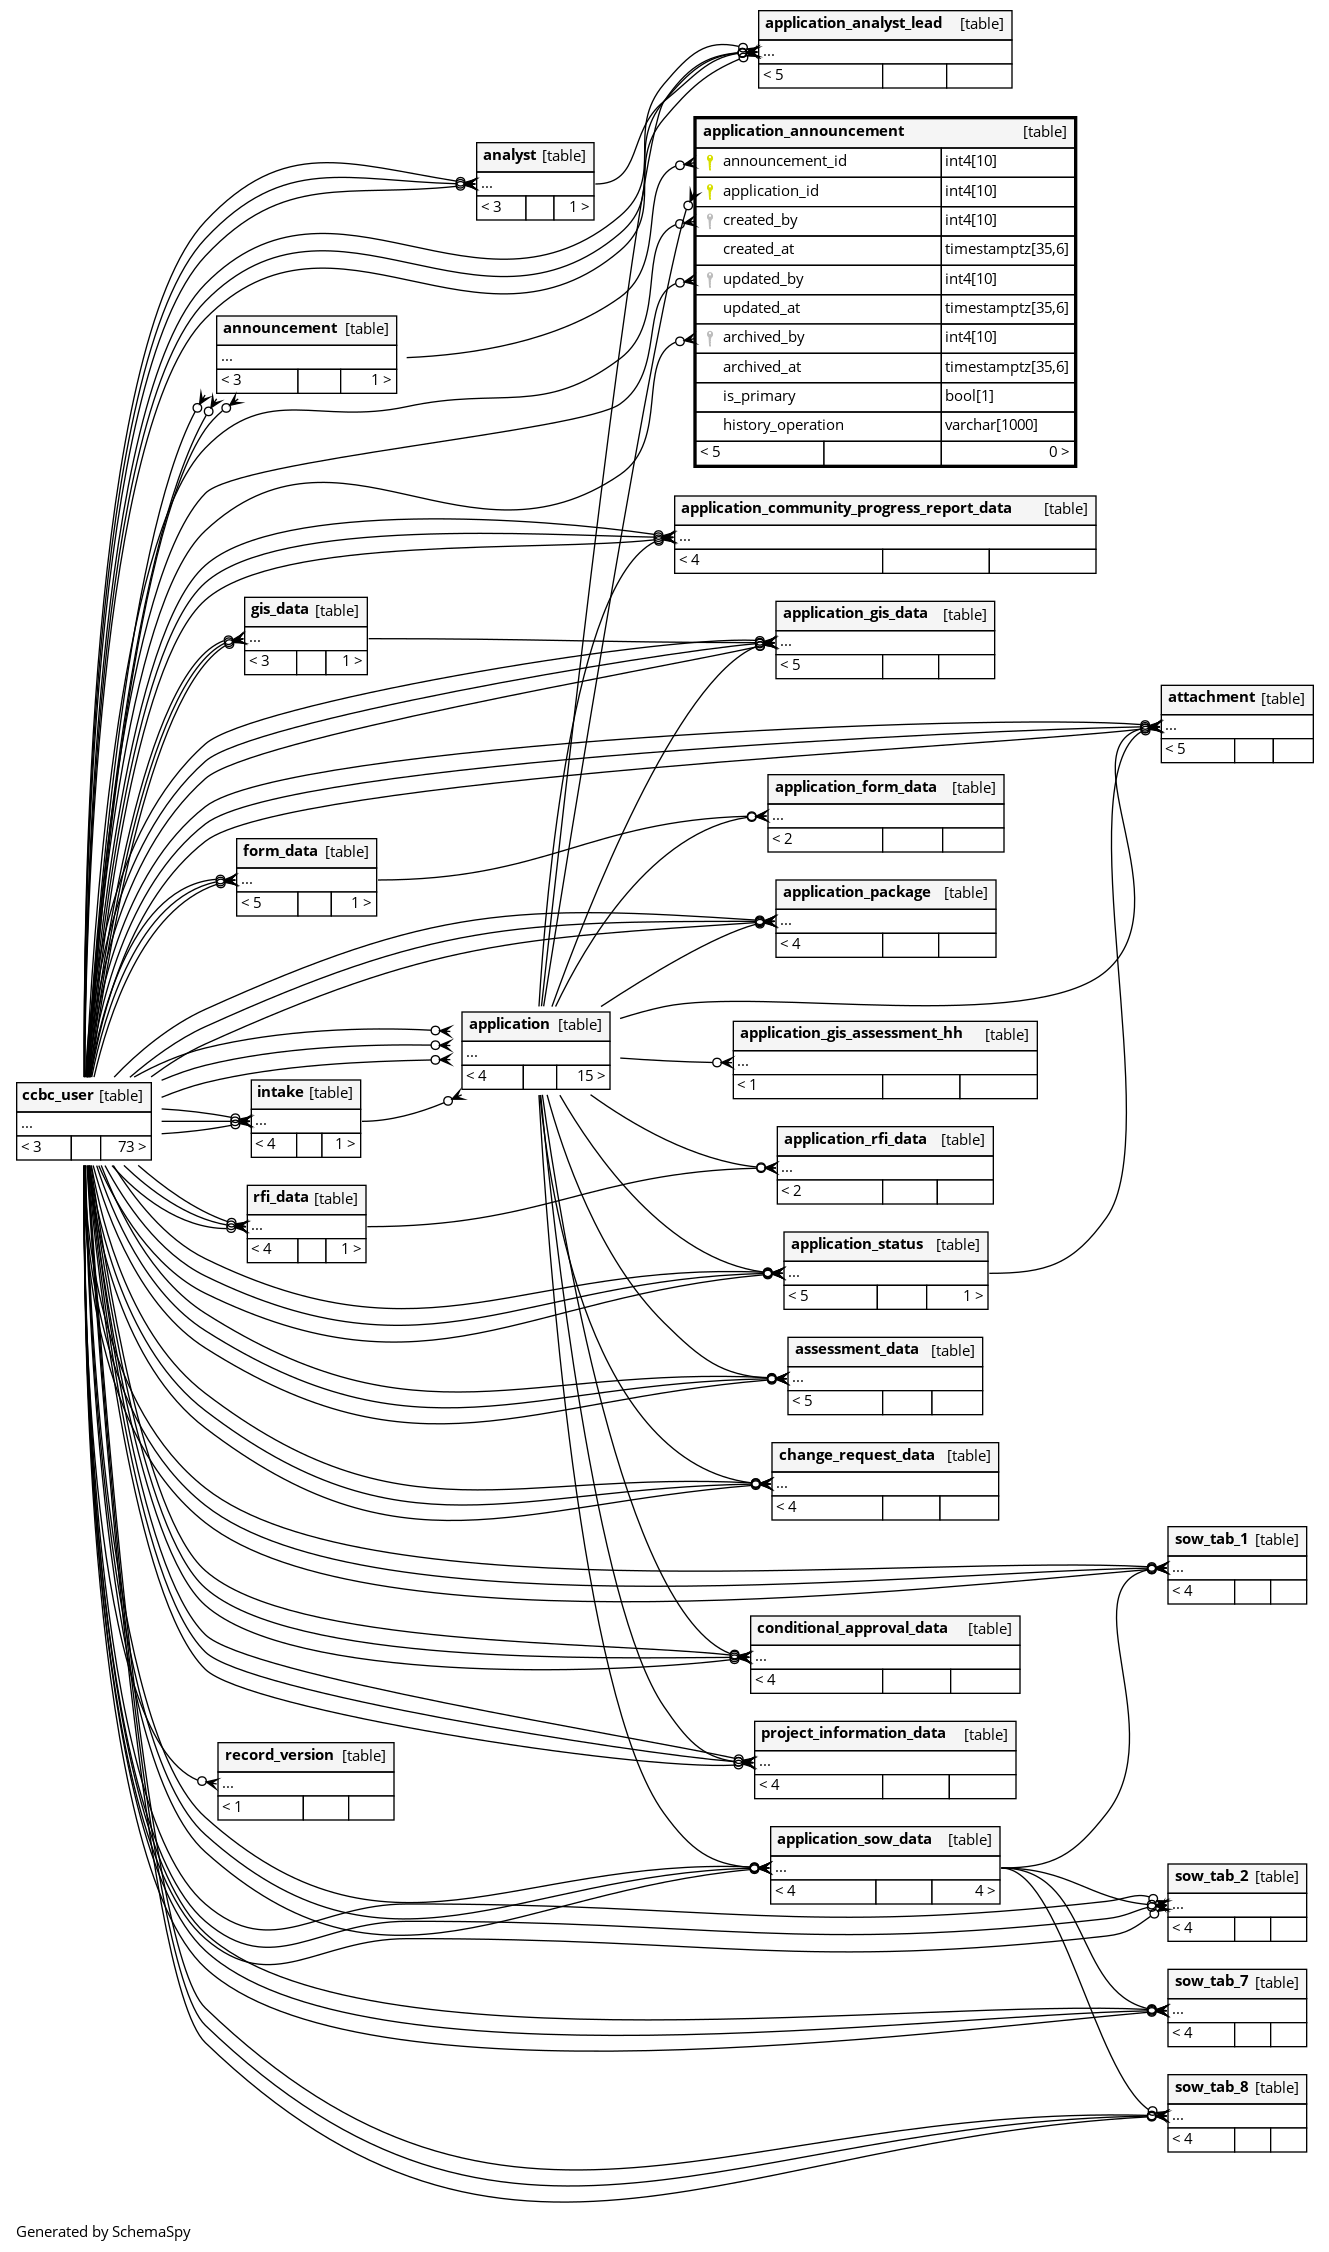 application_analyst_lead [table]
...
< 5
application_announcement [table]
announcement_id int4[10]
application_id int4[10]
created_by int4[10]
created_at timestamptz[35,6]
updated_by int4[10]
updated_at timestamptz[35,6]
archived_by int4[10]
archived_at timestamptz[35,6]
is_primary bool[1]
history_operation varchar[1000]
< 5 0 >
analyst [table]
...
< 3 1 >
announcement [table]
...
< 3 1 >
application_community_progress_report_data [table]
...
< 4
gis_data [table]
...
< 3 1 >
application_gis_data [table]
...
< 5
attachment [table]
...
< 5
application_form_data [table]
...
< 2
form_data [table]
...
< 5 1 >
application_package [table]
...
< 4
application [table]
...
< 4 15 >
application_gis_assessment_hh [table]
...
< 1
ccbc_user [table]
...
< 3 73 >
intake [table]
...
< 4 1 >
application_rfi_data [table]
...
< 2
rfi_data [table]
...
< 4 1 >
application_status [table]
...
< 5 1 >
assessment_data [table]
...
< 5
change_request_data [table]
...
< 4
sow_tab_1 [table]
...
< 4
conditional_approval_data [table]
...
< 4
project_information_data [table]
...
< 4
record_version [table]
...
< 1
application_sow_data [table]
...
< 4 4 >
sow_tab_2 [table]
...
< 4
sow_tab_7 [table]
...
< 4
sow_tab_8 [table]
...
< 4
Generated by SchemaSpy